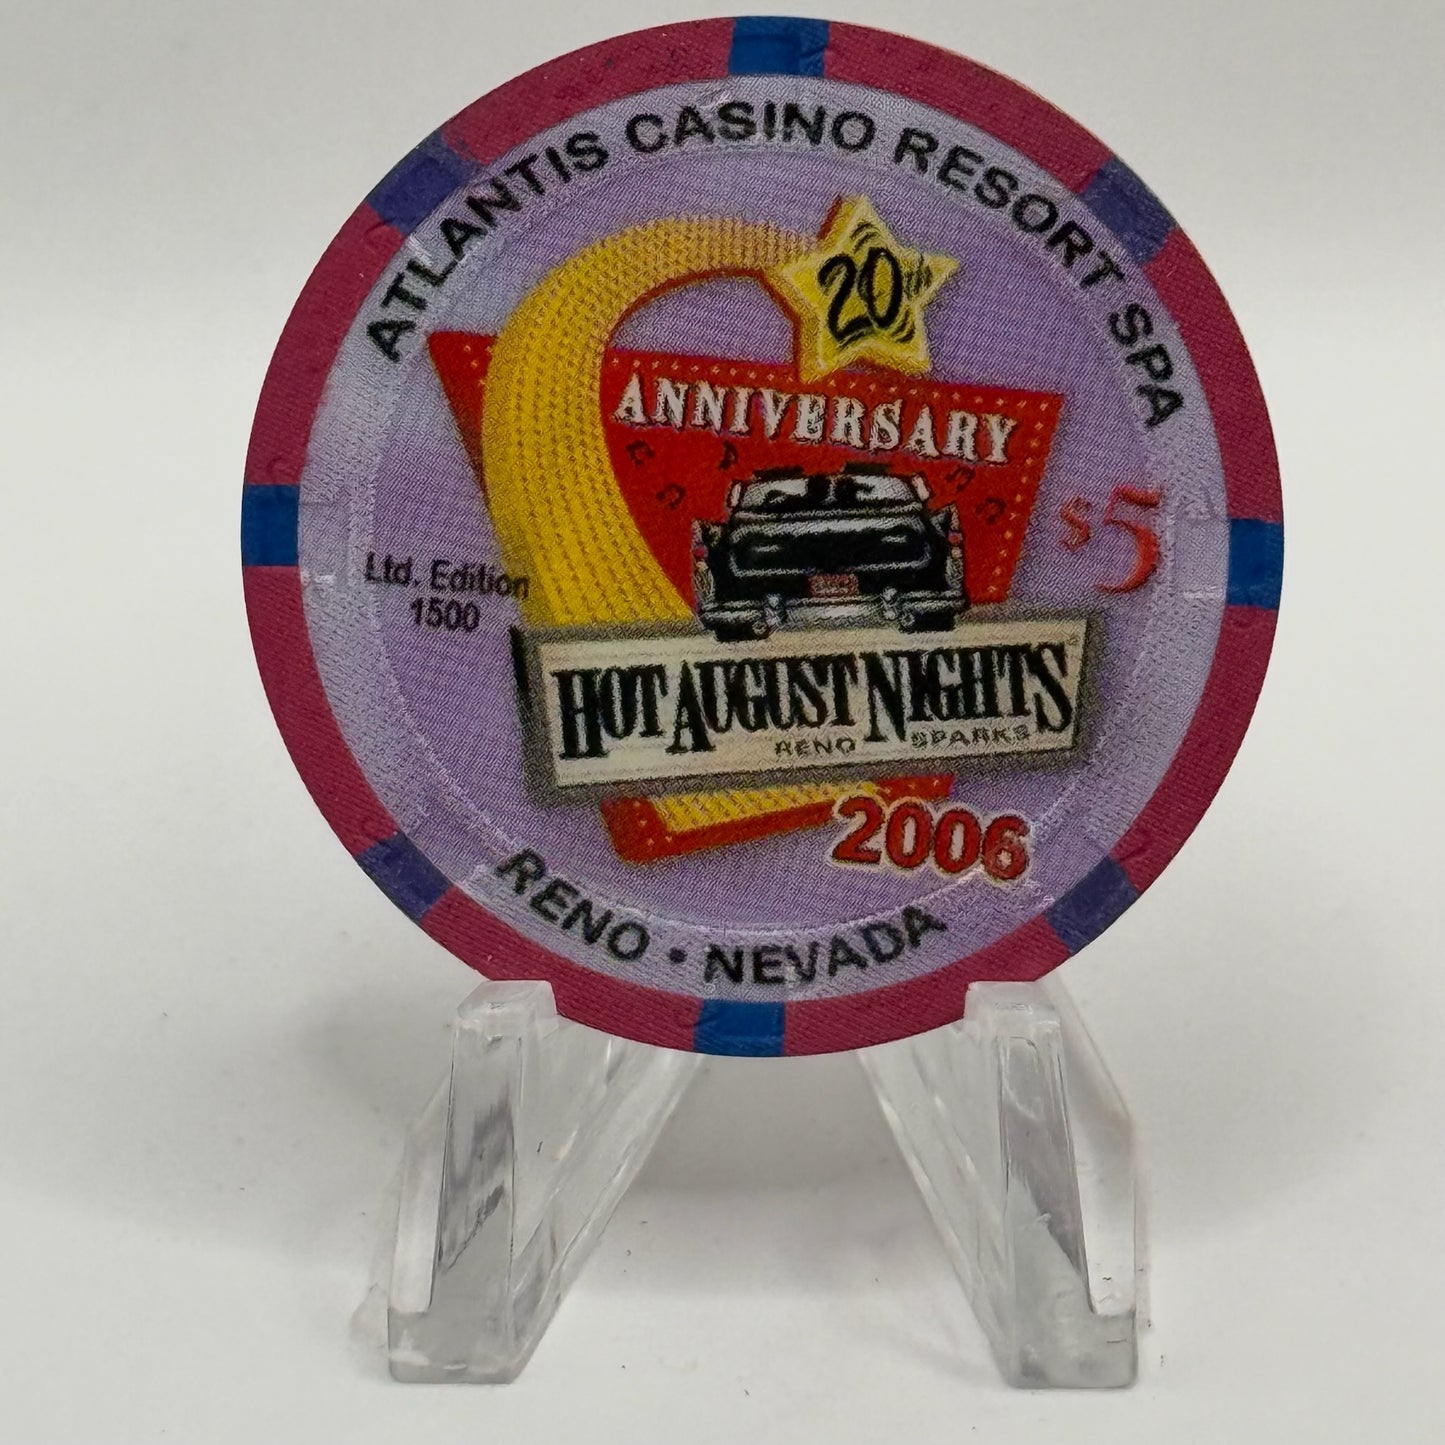 ATLANTIS CASINO RESORT SPA
20th
ANNIVERSARY
$5
Ltd. Edition
1500
HOT AUGUST NIGHTS
RENO SPARKS
2006
RENO • NEVADA